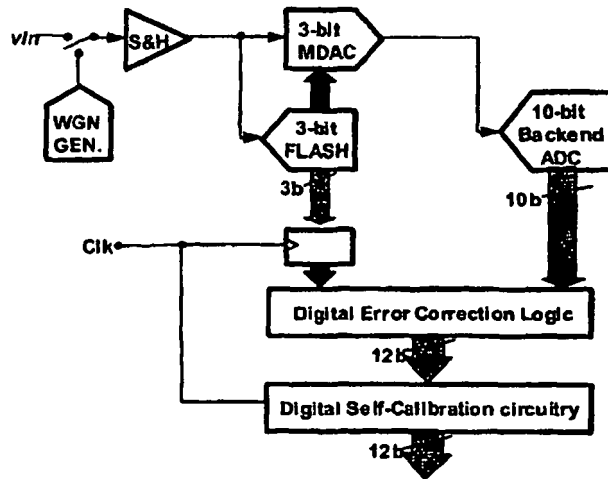 vin
S&H
3-bit
MDAC
WGN
GEN.
3-bit
FLASH
3b
10-bit
Backend
ADC
10b
Clk
Digital Error Correction Logic
12b
Digital Self-Calibration circuitry
12b